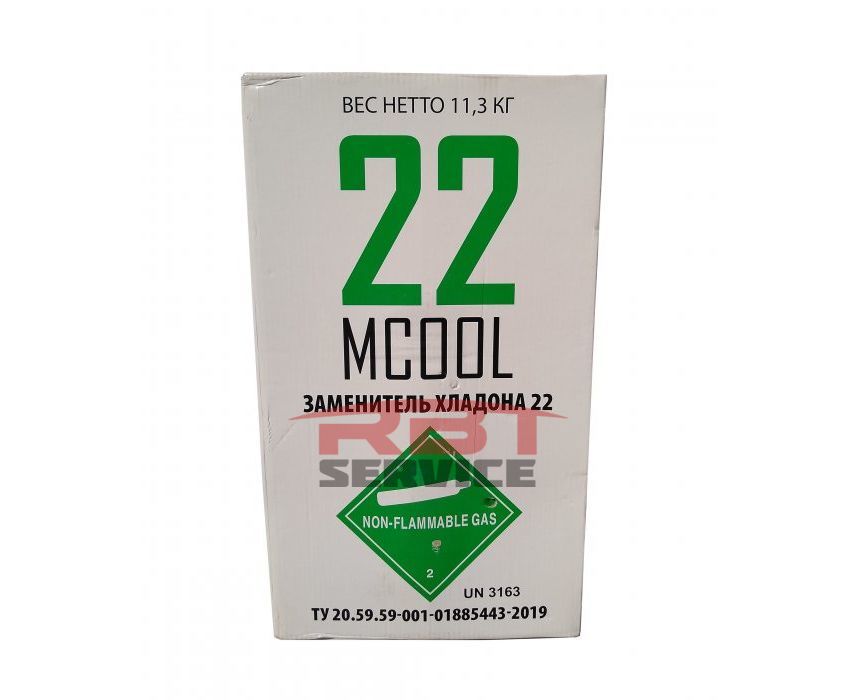 ВЕС НЕТТО 11,3 КГ
22
MCOOL
ЗАМЕНИТЕЛЬ ХЛАДОНА 22
RBT
SERVICE
NON-FLAMMABLE GAS
2
UN 3163
ТУ 20.59.59-001-01885443-2019